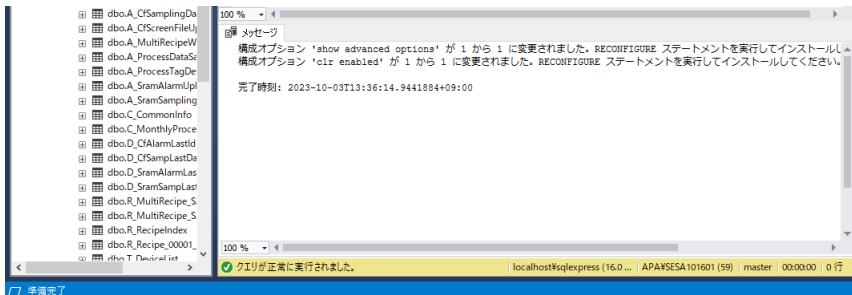 dbo.A_CfSamplingDa
dbo.A_CfScreenFileU
dbo.A_MultiRecipeW
dbo.A_ProcessDataSa
dbo.A_ProcessTagDe
dbo.A_SramAlarmUpl
dbo.A_SramSampling
dbo.C_CommonInfo
dbo.C_MonthlyProce
dbo.D_CfAlarmLastId
dbo.D_CfSampLastDa
dbo.D_SramAlarmLas
dbo.D_SramSampLast
dbo.R_MultiRecipe_S
dbo.R_MultiRecipe_S
dbo.R_RecipeIndex
dbo.R_Recipe_00001_
dbo.T_DeviceList
100 %
メッセージ
構成オプション 'show advanced options' が 1 から 1 に変更されました。RECONFIGURE ステートメントを実行してインストールし
構成オプション 'clr enabled' が 1 から 1 に変更されました。RECONFIGURE ステートメントを実行してインストールしてください。
完了時刻: 2023-10-03T13:36:14.9441884+09:00
100 %
クエリが正常に実行されました。
localhost¥sqlexpress (16.0 ...
APA¥SESA101601 (59)
master
00:00:00
0 行
準備完了